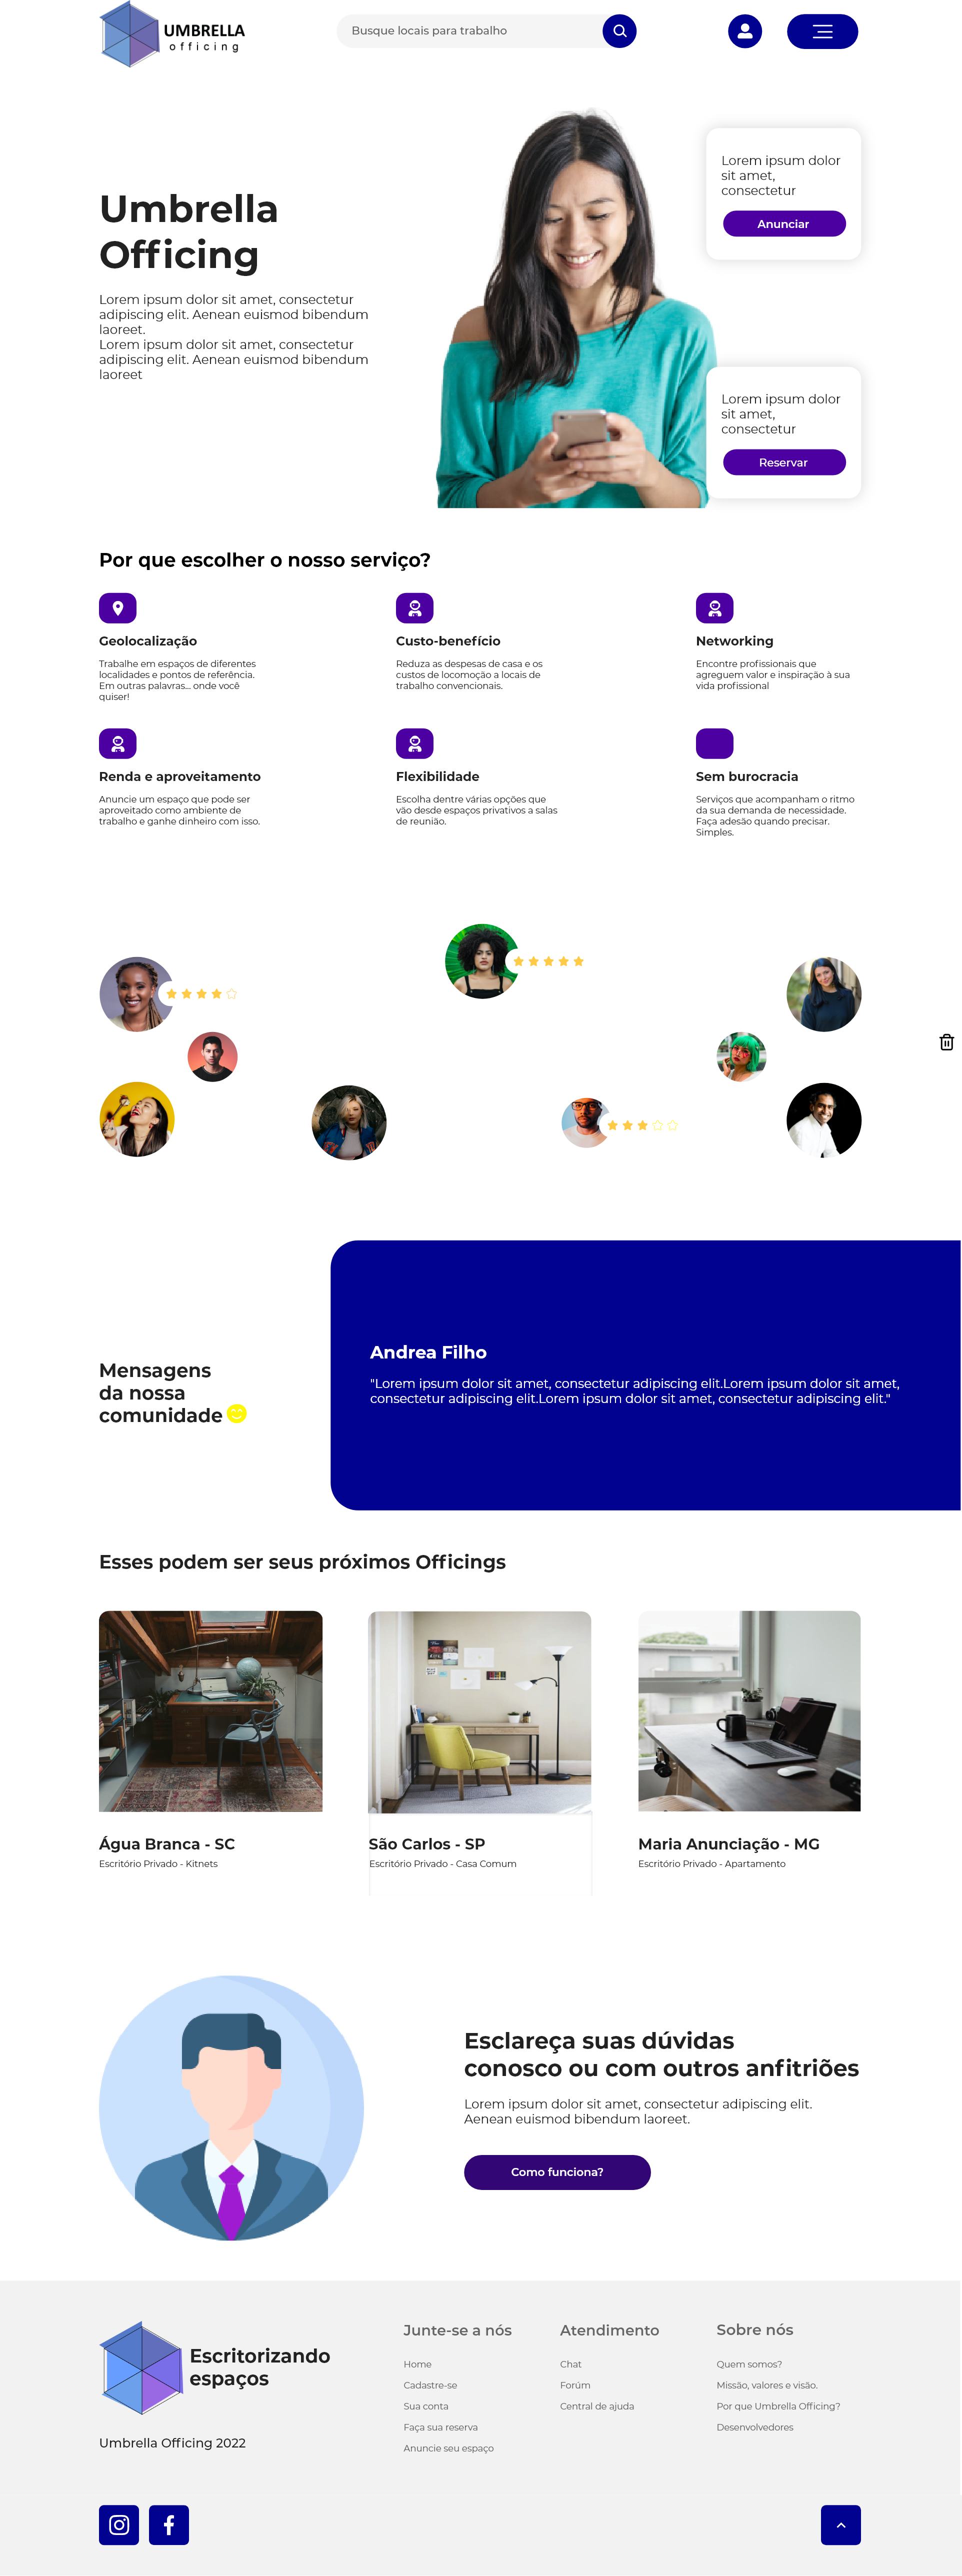 UMBRELLA
officing
Busque locais para trabalho
Umbrella
Officing
Lorem ipsum dolor sit amet, consectetur
adipiscing elit. Aenean euismod bibendum
laoreet.
Lorem ipsum dolor sit amet, consectetur
adipiscing elit. Aenean euismod bibendum
laoreet
Lorem ipsum dolor
sit amet,
consectetur
Anunciar
Lorem ipsum dolor
sit amet,
consectetur
Reservar
Por que escolher o nosso serviço?
Geolocalização
Trabalhe em espaços de diferentes
localidades e pontos de referência.
Em outras palavras... onde você
quiser!
Custo-benefício
Reduza as despesas de casa e os
custos de locomoção a locais de
trabalho convencionais.
Networking
Encontre profissionais que
agreguem valor e inspiração à sua
vida profissional
Renda e aproveitamento
Anuncie um espaço que pode ser
aproveitado como ambiente de
trabalho e ganhe dinheiro com isso.
Flexibilidade
Escolha dentre várias opções que
vão desde espaços privativos a salas
de reunião.
Sem burocracia
Serviços que acompanham o ritmo
da sua demanda de necessidade.
Faça adesão quando precisar.
Simples.
Mensagens
da nossa
comunidade
Andrea Filho
"Lorem ipsum dolor sit amet, consectetur adipiscing elit.Lorem ipsum dolor sit amet,
consectetur adipiscing elit.Lorem ipsum dolor sit amet, consectetur adipiscing elit."
Esses podem ser seus próximos Officings
Água Branca - SC
Escritório Privado - Kitnets
São Carlos - SP
Escritório Privado - Casa Comum
Maria Anunciação - MG
Escritório Privado - Apartamento
Esclareça suas dúvidas
conosco ou com outros anfitriões
Lorem ipsum dolor sit amet, consectetur adipiscing elit.
Aenean euismod bibendum laoreet.
Como funciona?
Escritorizando
espaços
Umbrella Officing 2022
Junte-se a nós
Home
Cadastre-se
Sua conta
Faça sua reserva
Anuncie seu espaço
Atendimento
Chat
Forúm
Central de ajuda
Sobre nós
Quem somos?
Missão, valores e visão.
Por que Umbrella Officing?
Desenvolvedores